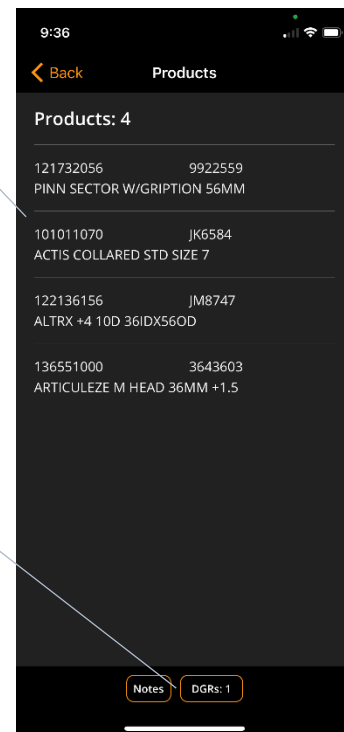 9:36
Back Products
Products: 4
121732056 9922559
PINN SECTOR W/GRIPTION 56MM
101011070 JK6584
ACTIS COLLARED STD SIZE 7
122136156 JM8747
ALTRX +4 10D 36IDX56OD
136551000 3643603
ARTICULEZE M HEAD 36MM +1.5
Notes DGRs: 1